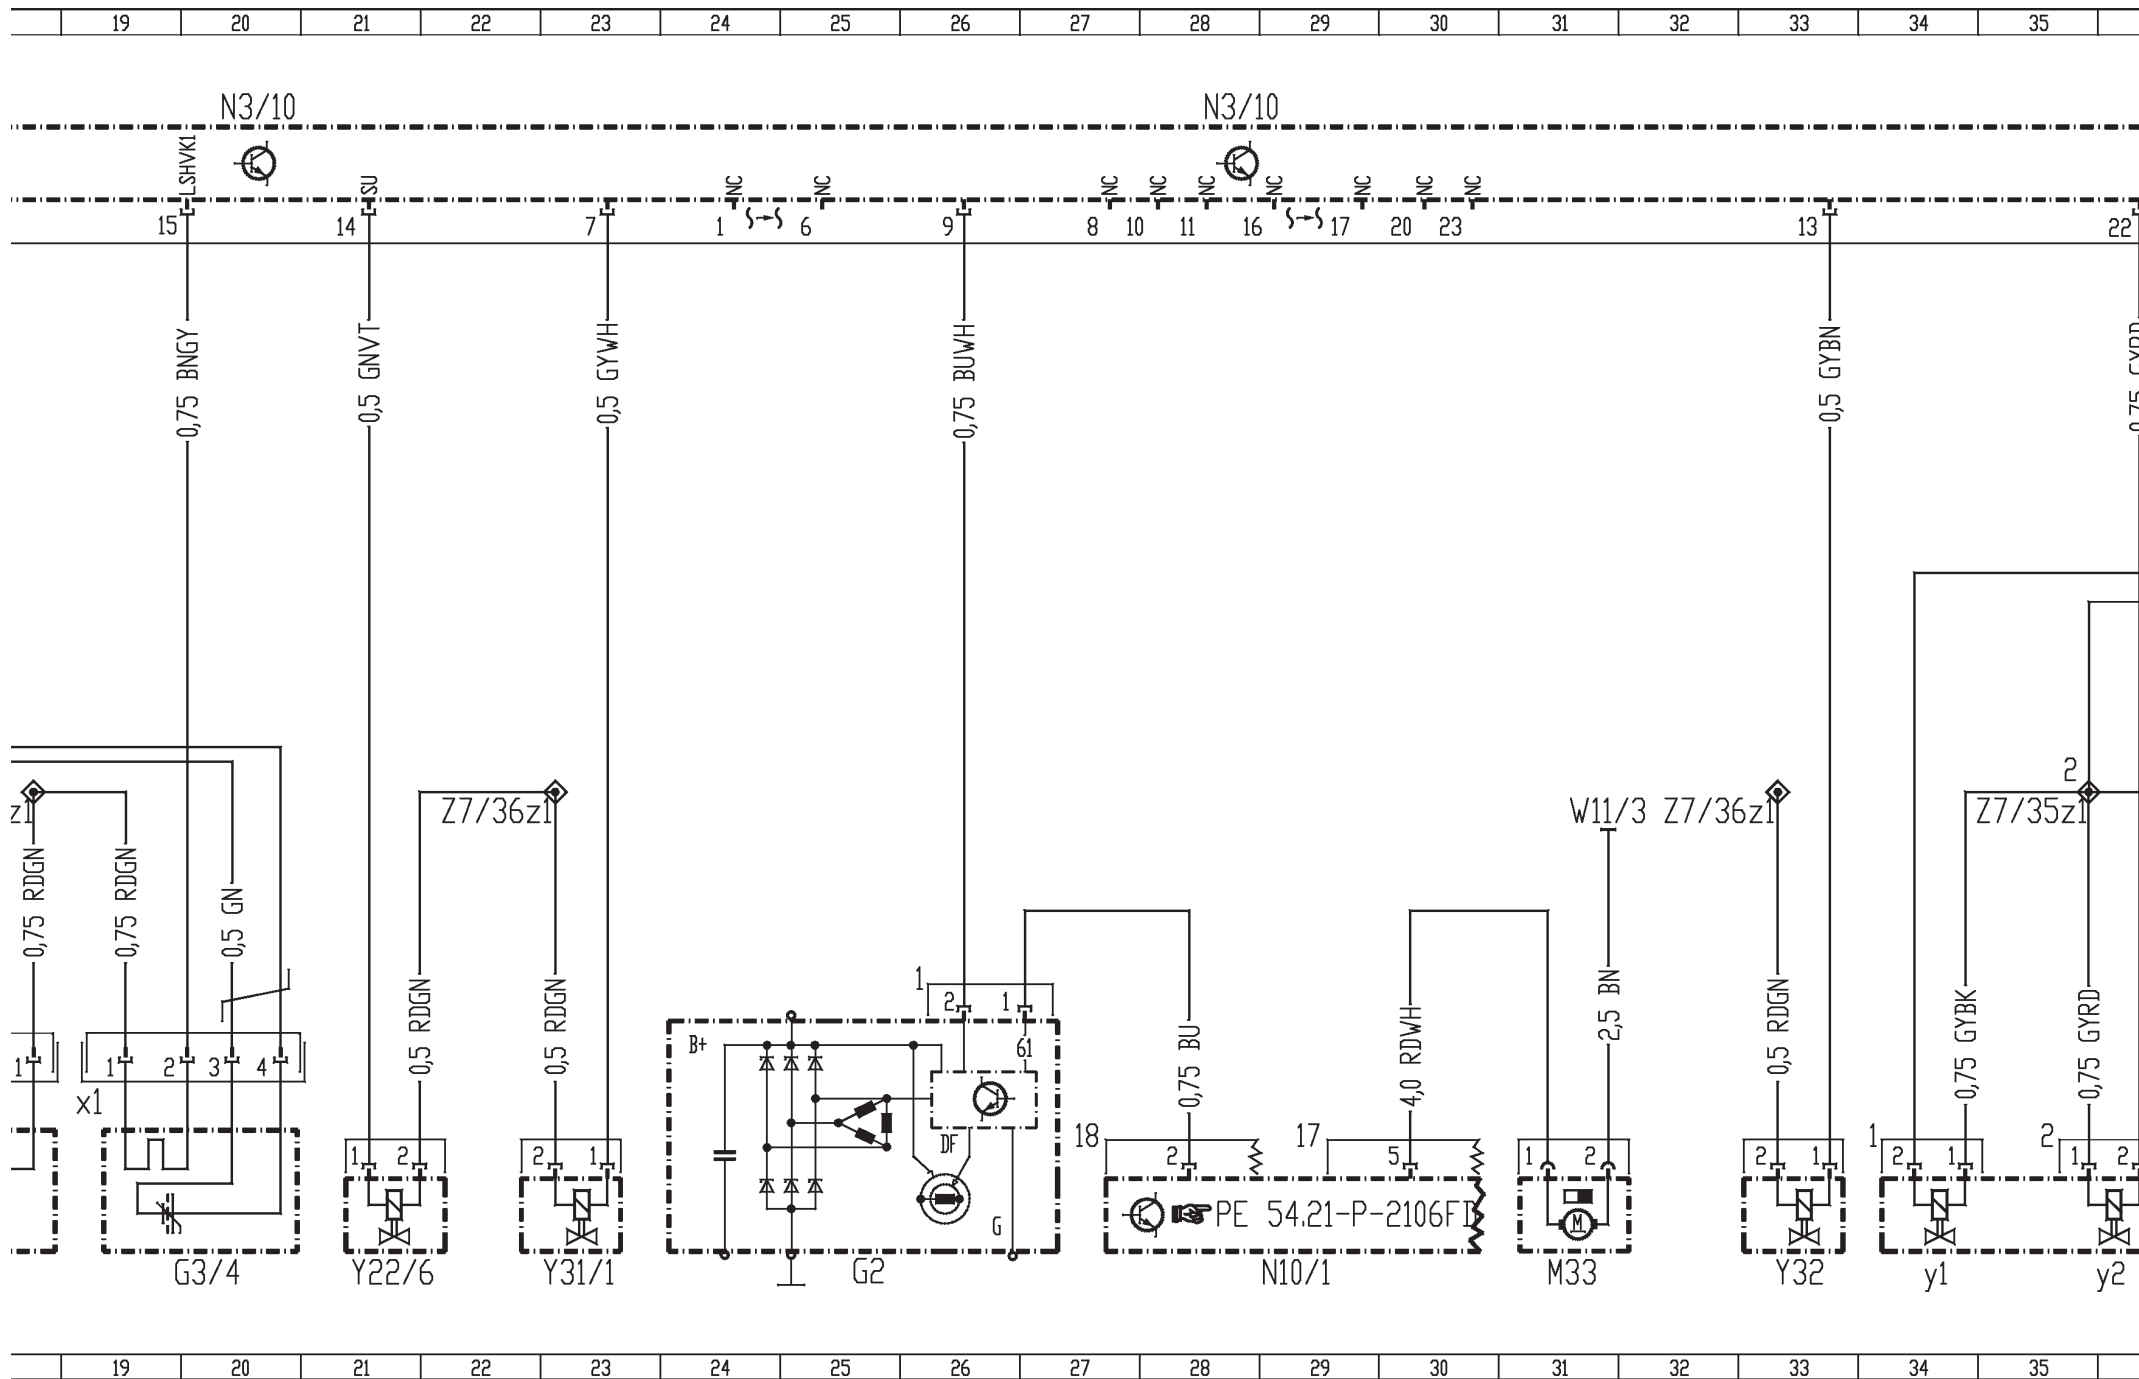 19 20 21 22 23 24 25 26 27 28 29 30 31 32 33 34 35
N3/10 N3/10
LSHVK1 SU NC NC NC NC NC NC NC NC NC
15 14 7 1 6 9 8 10 11 16 17 20 23 13 22
0,75 BNGY
0,5 GNVT
0,5 GYWH
0,75 BUWH
0,5 GYBN
2
z1 Z7/36z1 W11/3 Z7/36z1 Z7/35z1
0,75 RDGN
0,75 RDGN
0,5 GN
0,5 RDGN
0,5 RDGN
0,75 BU
4,0 RDWH
2,5 BN
0,5 RDGN
0,75 GYBK
0,75 GYRD
1
2 1
B+ 61
1 1 2 3 4
x1
18 17 1 2
DF
1 2 2 1 2 5 1 2 2 1 2 1 1 2
G PE 54.21-P-2106FD M
G3/4 Y22/6 Y31/1 G2 N10/1 M33 Y32 y1 y2
19 20 21 22 23 24 25 26 27 28 29 30 31 32 33 34 35